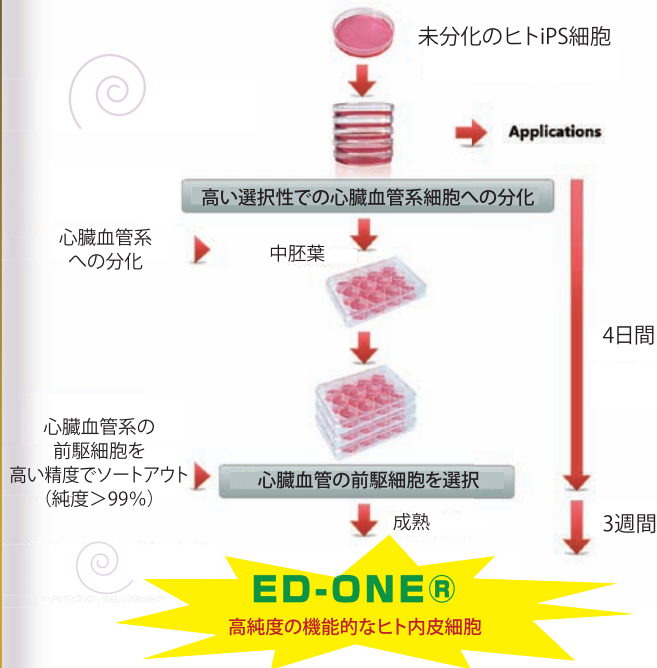 未分化のヒトiPS細胞
Applications
高い選択性での心臓血管系細胞への分化
心臓血管系
への分化
中胚葉
4日間
心臓血管系の
前駆細胞を
高い精度でソートアウト
（純度＞99％）
心臓血管の前駆細胞を選択
成熟
3週間
ED-ONE®
高純度の機能的なヒト内皮細胞